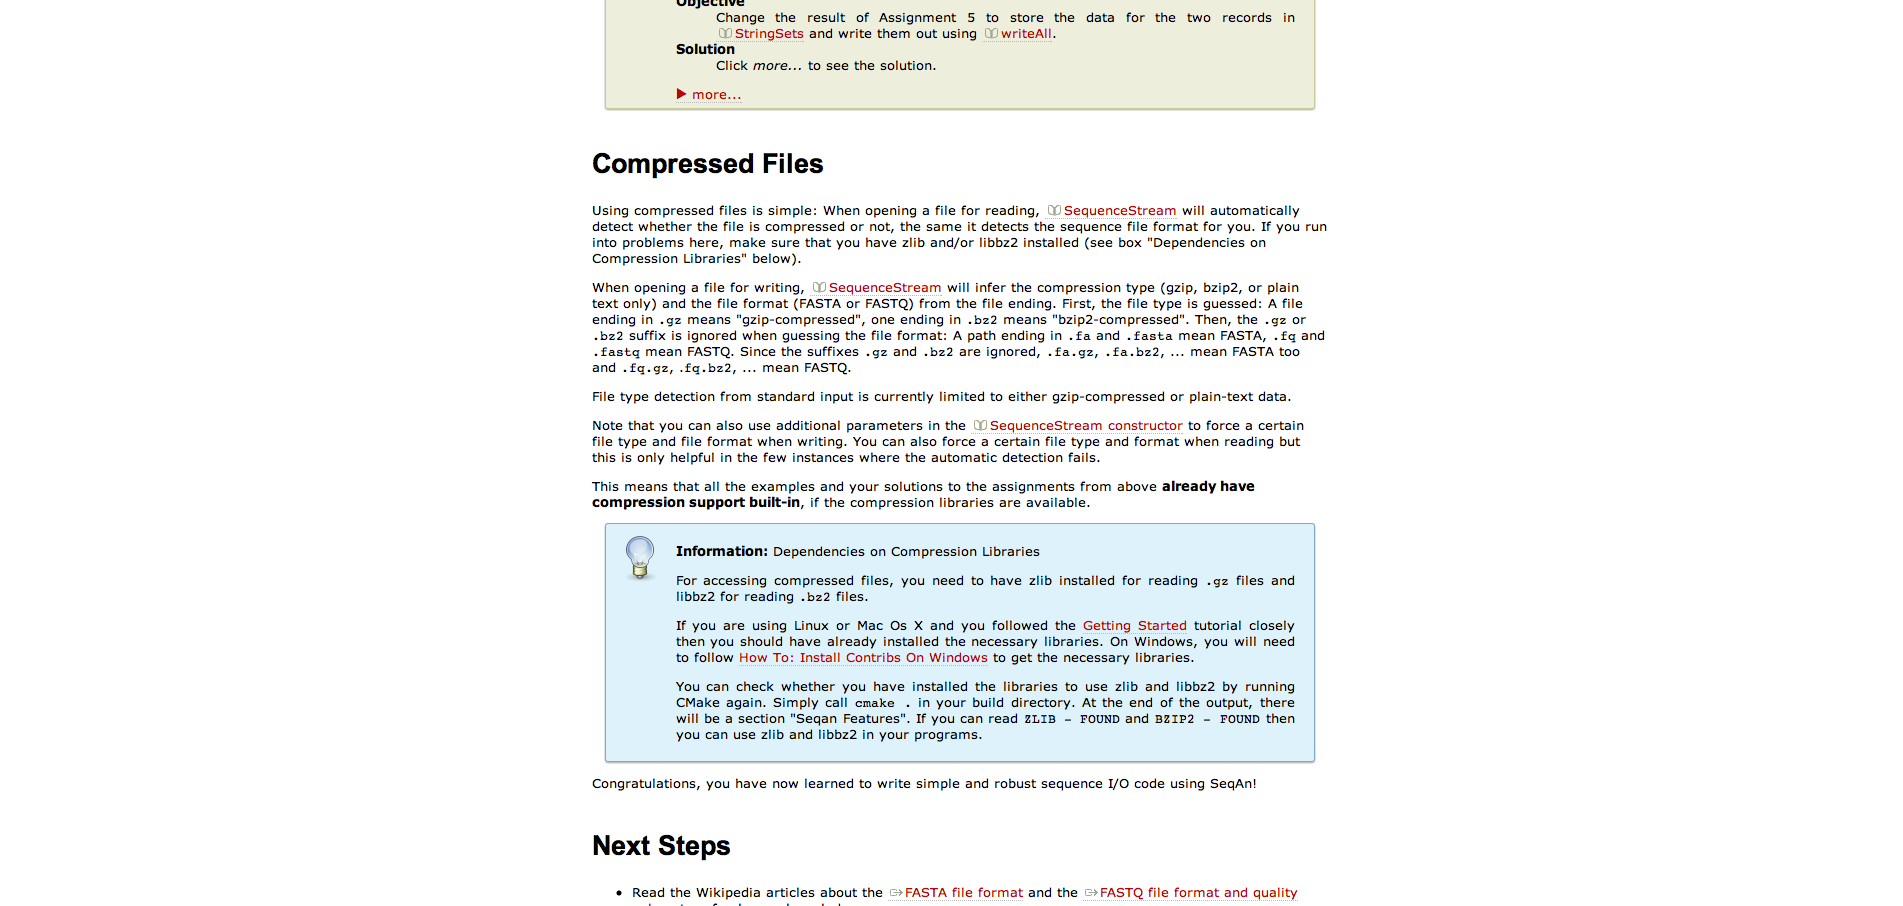 Objective
Change the result of Assignment 5 to store the data for the two records in
StringSets and write them out using writeAll.
Solution
Click more... to see the solution.
more...
Compressed Files
Using compressed files is simple: When opening a file for reading, SequenceStream will automatically
detect whether the file is compressed or not, the same it detects the sequence file format for you. If you run
into problems here, make sure that you have zlib and/or libbz2 installed (see box "Dependencies on
Compression Libraries" below).
When opening a file for writing, SequenceStream will infer the compression type (gzip, bzip2, or plain
text only) and the file format (FASTA or FASTQ) from the file ending. First, the file type is guessed: A file
ending in .gz means "gzip-compressed", one ending in .bz2 means "bzip2-compressed". Then, the .gz or
.bz2 suffix is ignored when guessing the file format: A path ending in .fa and .fasta mean FASTA, .fq and
.fastq mean FASTQ. Since the suffixes .gz and .bz2 are ignored, .fa.gz, .fa.bz2, ... mean FASTA too
and .fq.gz, .fq.bz2, ... mean FASTQ.
File type detection from standard input is currently limited to either gzip-compressed or plain-text data.
Note that you can also use additional parameters in the SequenceStream constructor to force a certain
file type and file format when writing. You can also force a certain file type and format when reading but
this is only helpful in the few instances where the automatic detection fails.
This means that all the examples and your solutions to the assignments from above already have
compression support built-in, if the compression libraries are available.
Information: Dependencies on Compression Libraries
For accessing compressed files, you need to have zlib installed for reading .gz files and
libbz2 for reading .bz2 files.
If you are using Linux or Mac Os X and you followed the Getting Started tutorial closely
then you should have already installed the necessary libraries. On Windows, you will need
to follow How To: Install Contribs On Windows to get the necessary libraries.
You can check whether you have installed the libraries to use zlib and libbz2 by running
CMake again. Simply call cmake . in your build directory. At the end of the output, there
will be a section "Seqan Features". If you can read ZLIB - FOUND and BZIP2 - FOUND then
you can use zlib and libbz2 in your programs.
Congratulations, you have now learned to write simple and robust sequence I/O code using SeqAn!
Next Steps
• Read the Wikipedia articles about the FASTA file format and the FASTQ file format and quality